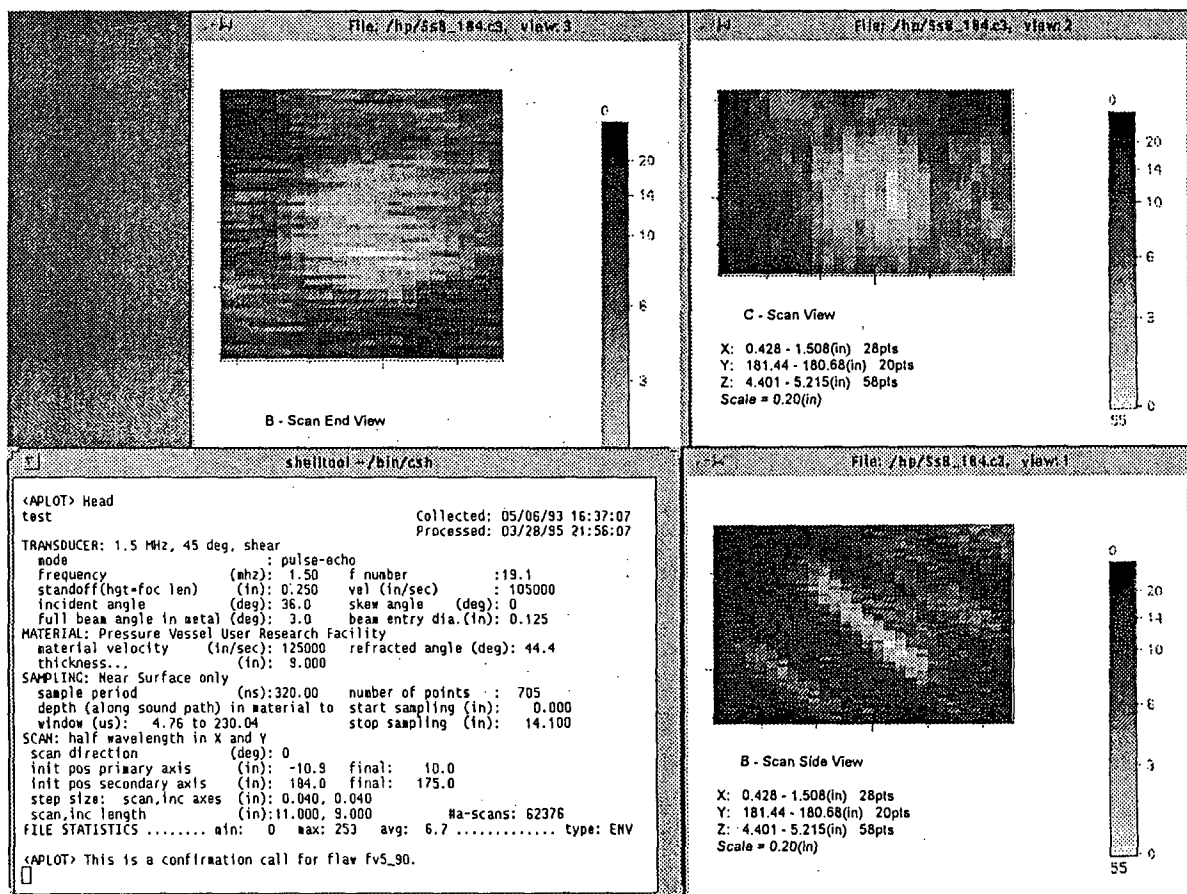 File: /hp/5s8_184.c3, view:3
0
20
14
10
6
3
B - Scan End View
File: /hp/5s8_184.c3, view:2
0
20
14
10
6
3
0
55
C - Scan View
X: 0.428 - 1.508(in) 28pts
Y: 181.44 - 180.68(in) 20pts
Z: 4.401 - 5.215(in) 58pts
Scale = 0.20(in)
shelltool - /bin/csh
<APLOT> Head
test Collected: 05/06/93 16:37:07
Processed: 03/28/95 21:56:07
TRANSDUCER: 1.5 MHz, 45 deg, shear
mode : pulse-echo
frequency (mhz): 1.50 f number :19.1
standoff(hgt+foc len) (in): 0.250 vel (in/sec) : 105000
incident angle (deg): 36.0 skew angle (deg): 0
full beam angle in metal (deg): 3.0 beam entry dia.(in): 0.125
MATERIAL: Pressure Vessel User Research Facility
material velocity (in/sec): 125000 refracted angle (deg): 44.4
thickness... (in): 9.000
SAMPLING: Near Surface only
sample period (ns):320.00 number of points : 705
depth (along sound path) in material to start sampling (in): 0.000
window (us): 4.76 to 230.04 stop sampling (in): 14.100
SCAN: half wavelength in X and Y
scan direction (deg): 0
init pos primary axis (in): -10.9 final: 10.0
init pos secondary axis (in): 184.0 final: 175.0
step size: scan,inc axes (in): 0.040, 0.040
scan,inc length (in):11.000, 9.000 #a-scans: 62376
FILE STATISTICS ........ min: 0 max: 253 avg: 6.7 ............. type: ENV
<APLOT> This is a confirmation call for flaw fv5_90.
File: /hp/5s8_184.c3, view:1
0
20
14
10
6
3
0
55
B - Scan Side View
X: 0.428 - 1.508(in) 28pts
Y: 181.44 - 180.68(in) 20pts
Z: 4.401 - 5.215(in) 58pts
Scale = 0.20(in)